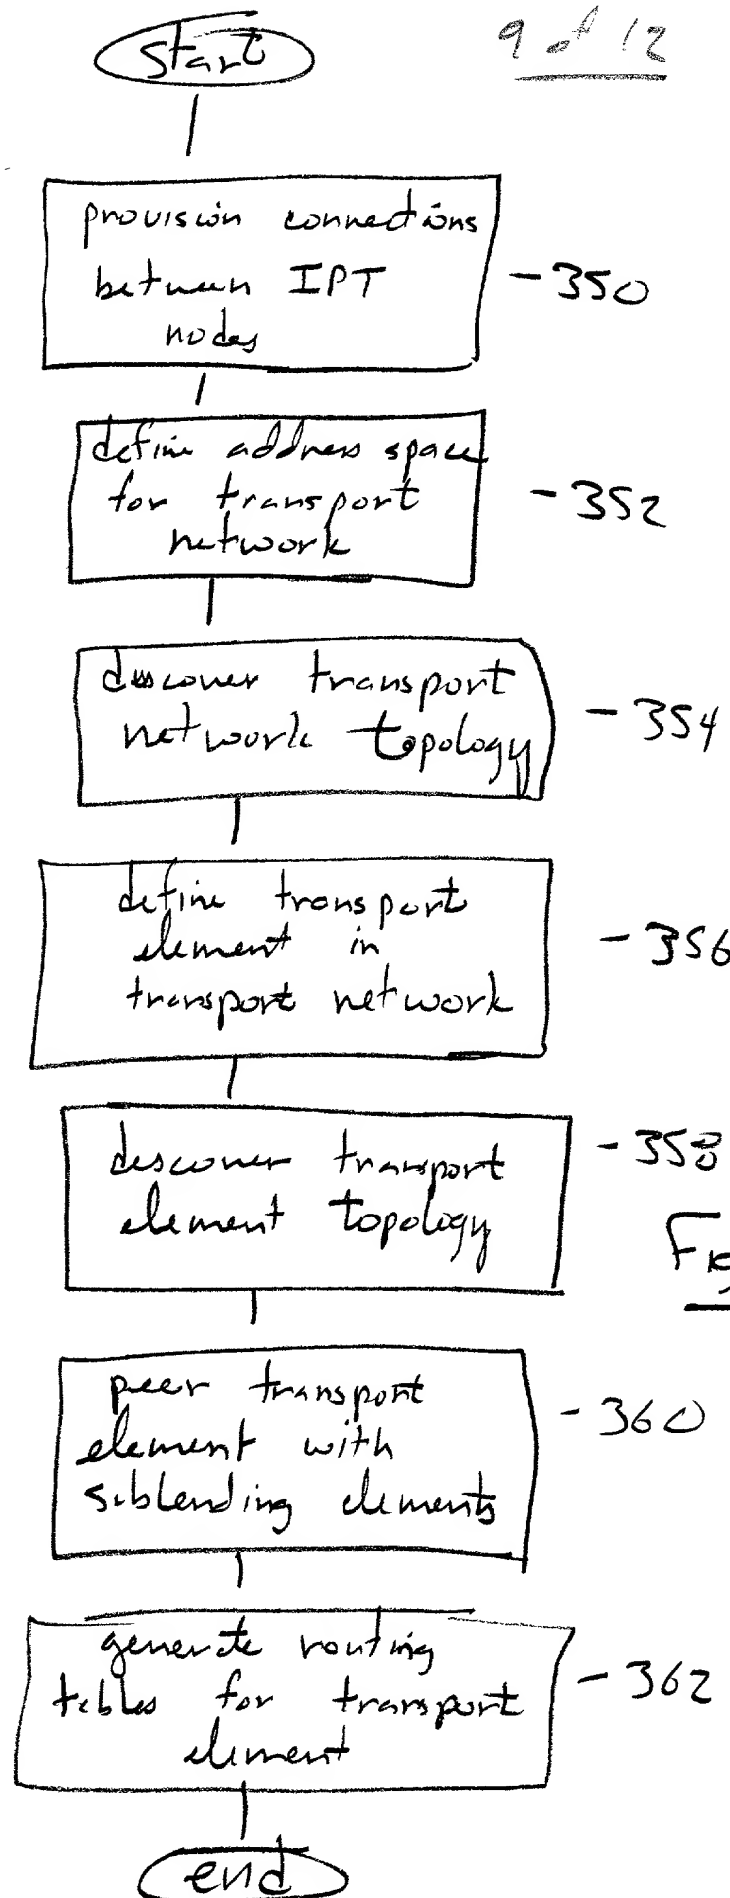 9 of 12
start
provision connections
between IPT
nodes
-350
define address space
for transport
network
-352
discover transport
network topology
-354
define transport
element in
transport network
-356
discover transport
element topology
-358
Fig
peer transport
element with
elements
-360
generate routing
tables for transport
element
-362
end